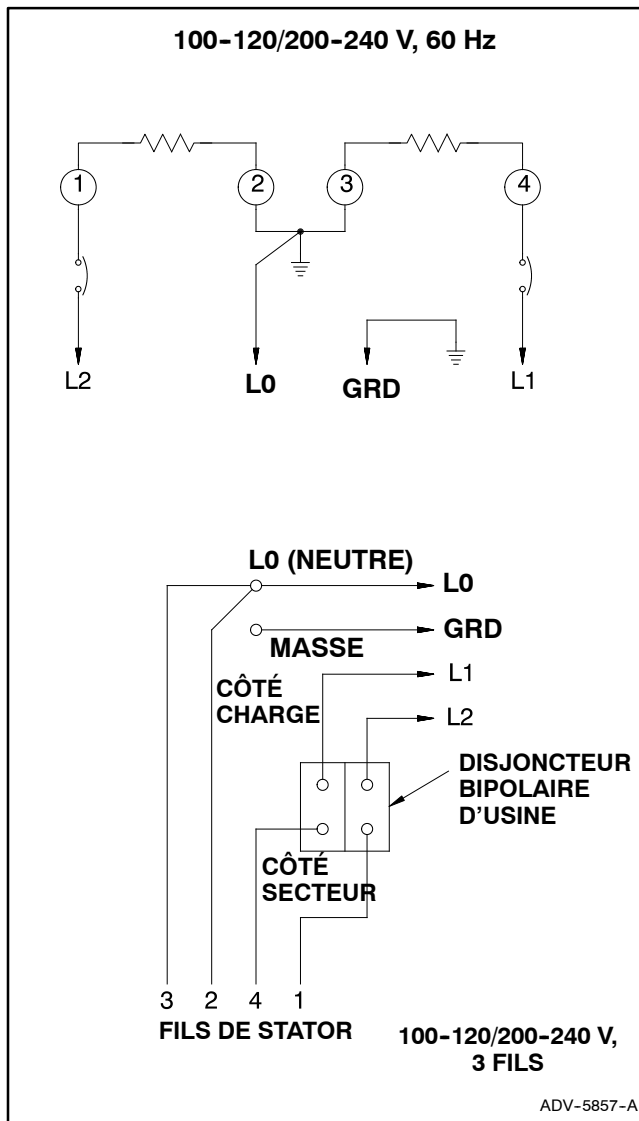 100-120/200-240 V, 60 Hz
1
2
3
4
L2
L0
GRD
L1
L0 (NEUTRE)
L0
MASSE
GRD
CÔTÉ
CHARGE
L1
L2
DISJONCTEUR
BIPOLAIRE
D'USINE
CÔTÉ
SECTEUR
3
2
4
1
FILS DE STATOR
100-120/200-240 V,
3 FILS
ADV-5857-A